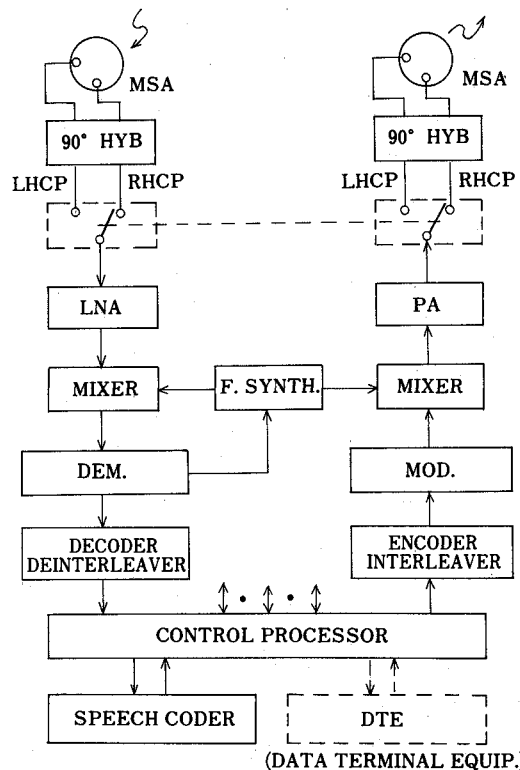 MSA
MSA
90° HYB
90° HYB
LHCP
RHCP
LHCP
RHCP
LNA
PA
MIXER
F. SYNTH.
MIXER
DEM.
MOD.
DECODER
DEINTERLEAVER
ENCODER
INTERLEAVER
CONTROL PROCESSOR
SPEECH CODER
DTE
(DATA TERMINAL EQUIP.)